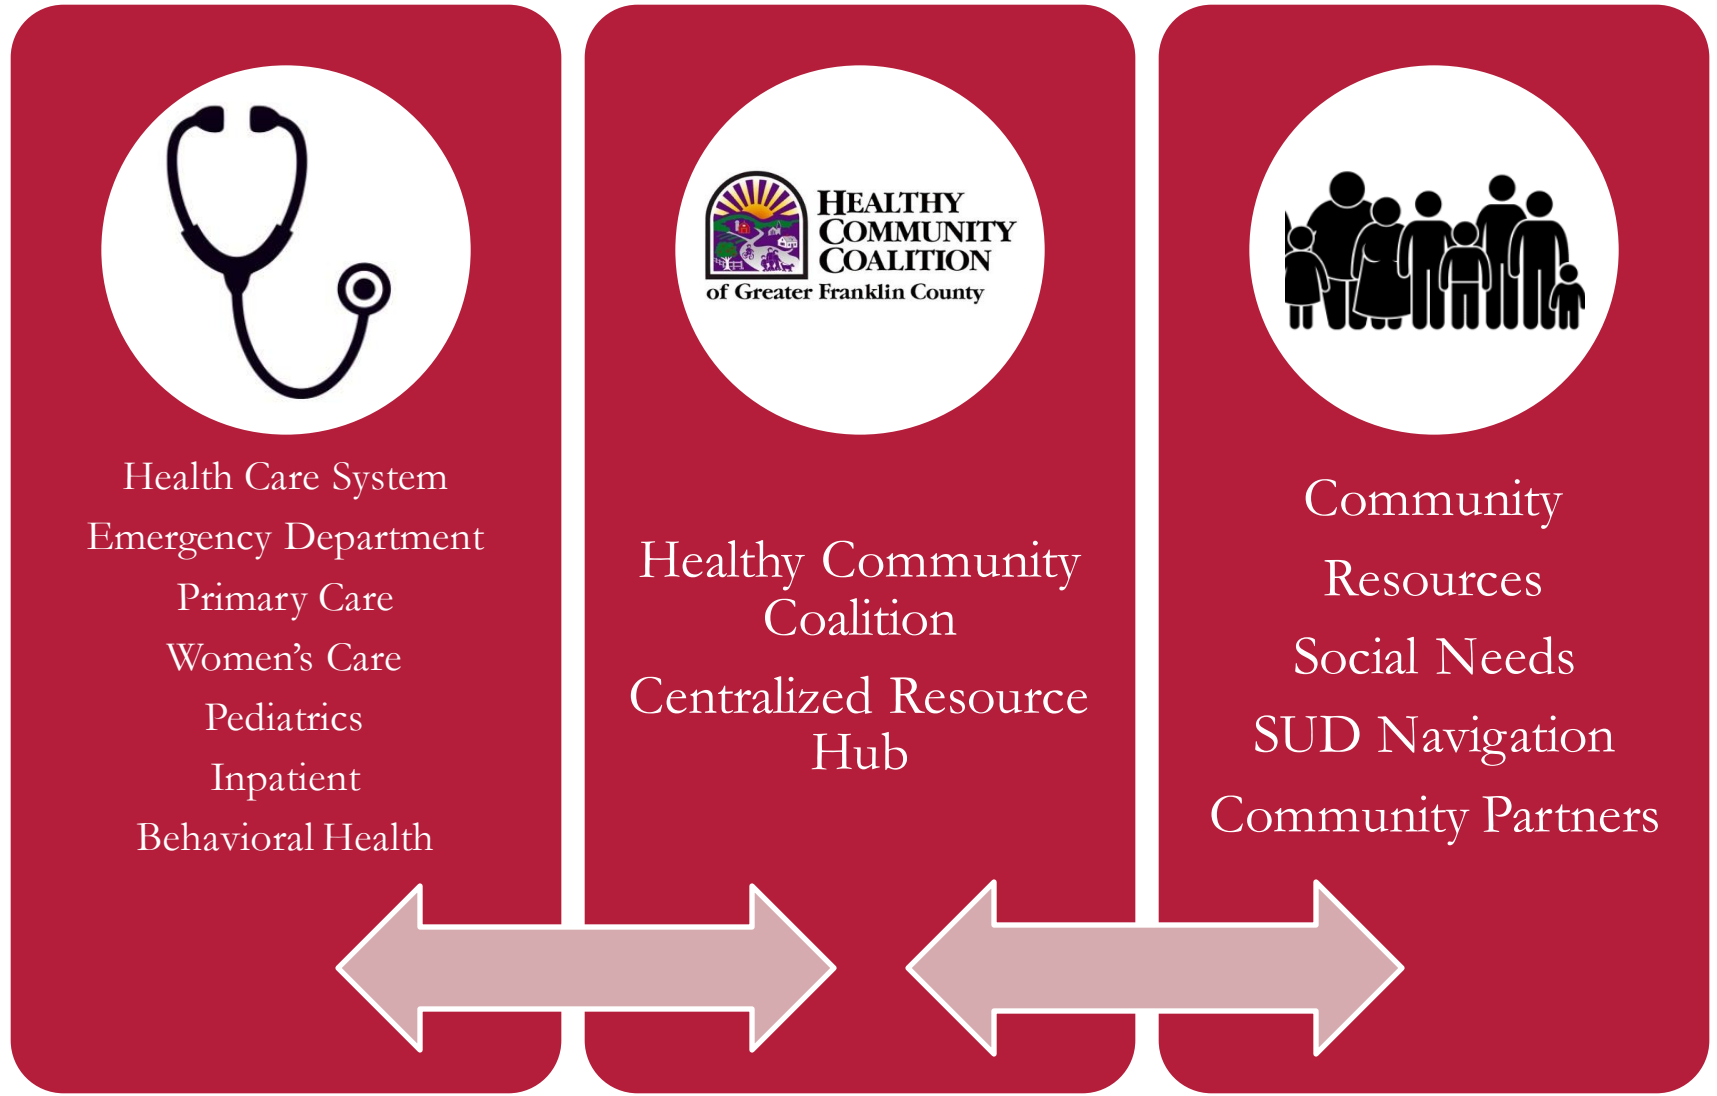 Health Care System
Emergency Department
Primary Care
Women’s Care
Pediatrics
Inpatient
Behavioral Health
HEALTHY
COMMUNITY
COALITION
of Greater Franklin County
Healthy Community
Coalition
Centralized Resource
Hub
Community
Resources
Social Needs
SUD Navigation
Community Partners